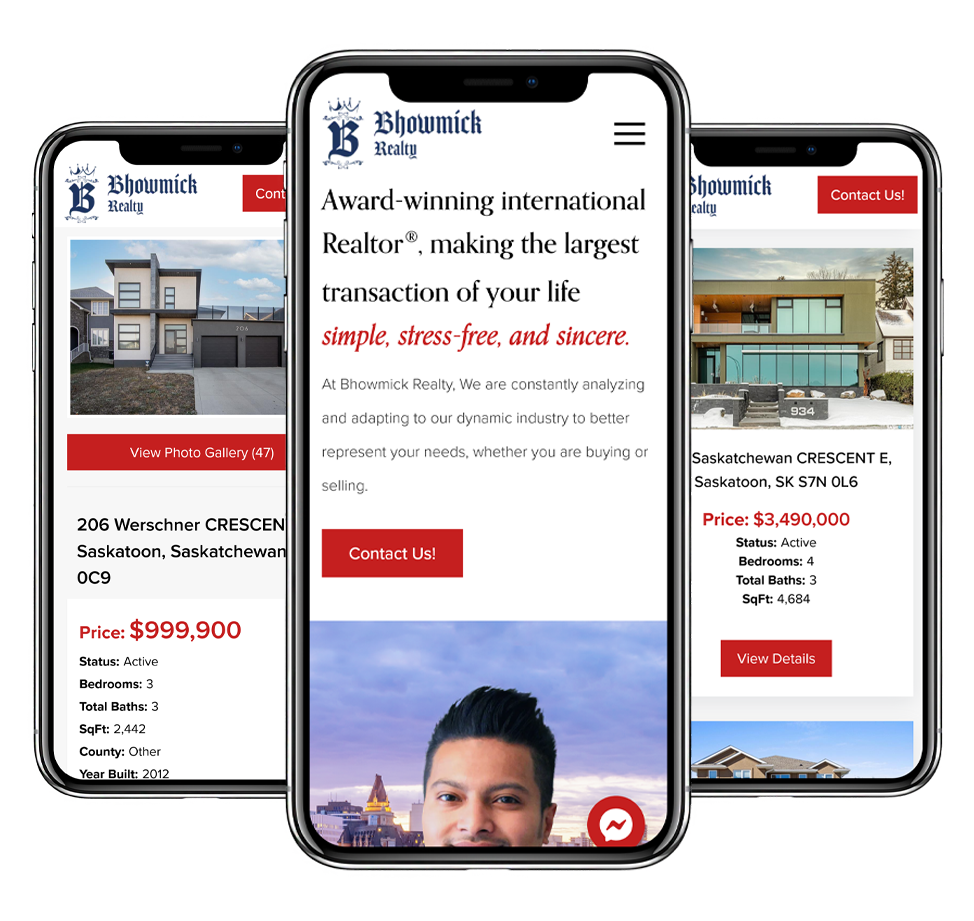 Bhowmick
Realty
Cont
704
View Photo Gallery (47)
206 Werschner CRESCEN
Saskatoon, Saskatchewan
0C9
Price: $999,900
Status: Active
Bedrooms: 3
Total Baths: 3
SqFt: 2,442
County: Other
Year Built: 2012
B
Bhowmick
Realty
Award-winning international
Realtor®, making the largest
transaction of your life
simple, stress-free, and sincere.
At Bhowmick Realty, We are constantly analyzing
and adapting to our dynamic industry to better
represent your needs, whether you are buying or
selling.
Contact Us!
Bhowmick
ealty
Contact Us!
934
Saskatchewan CRESCENT E,
Saskatoon, SK S7N 0L6
Price: $3,490,000
Status: Active
Bedrooms: 4
Total Baths: 3
SqFt: 4,684
View Details